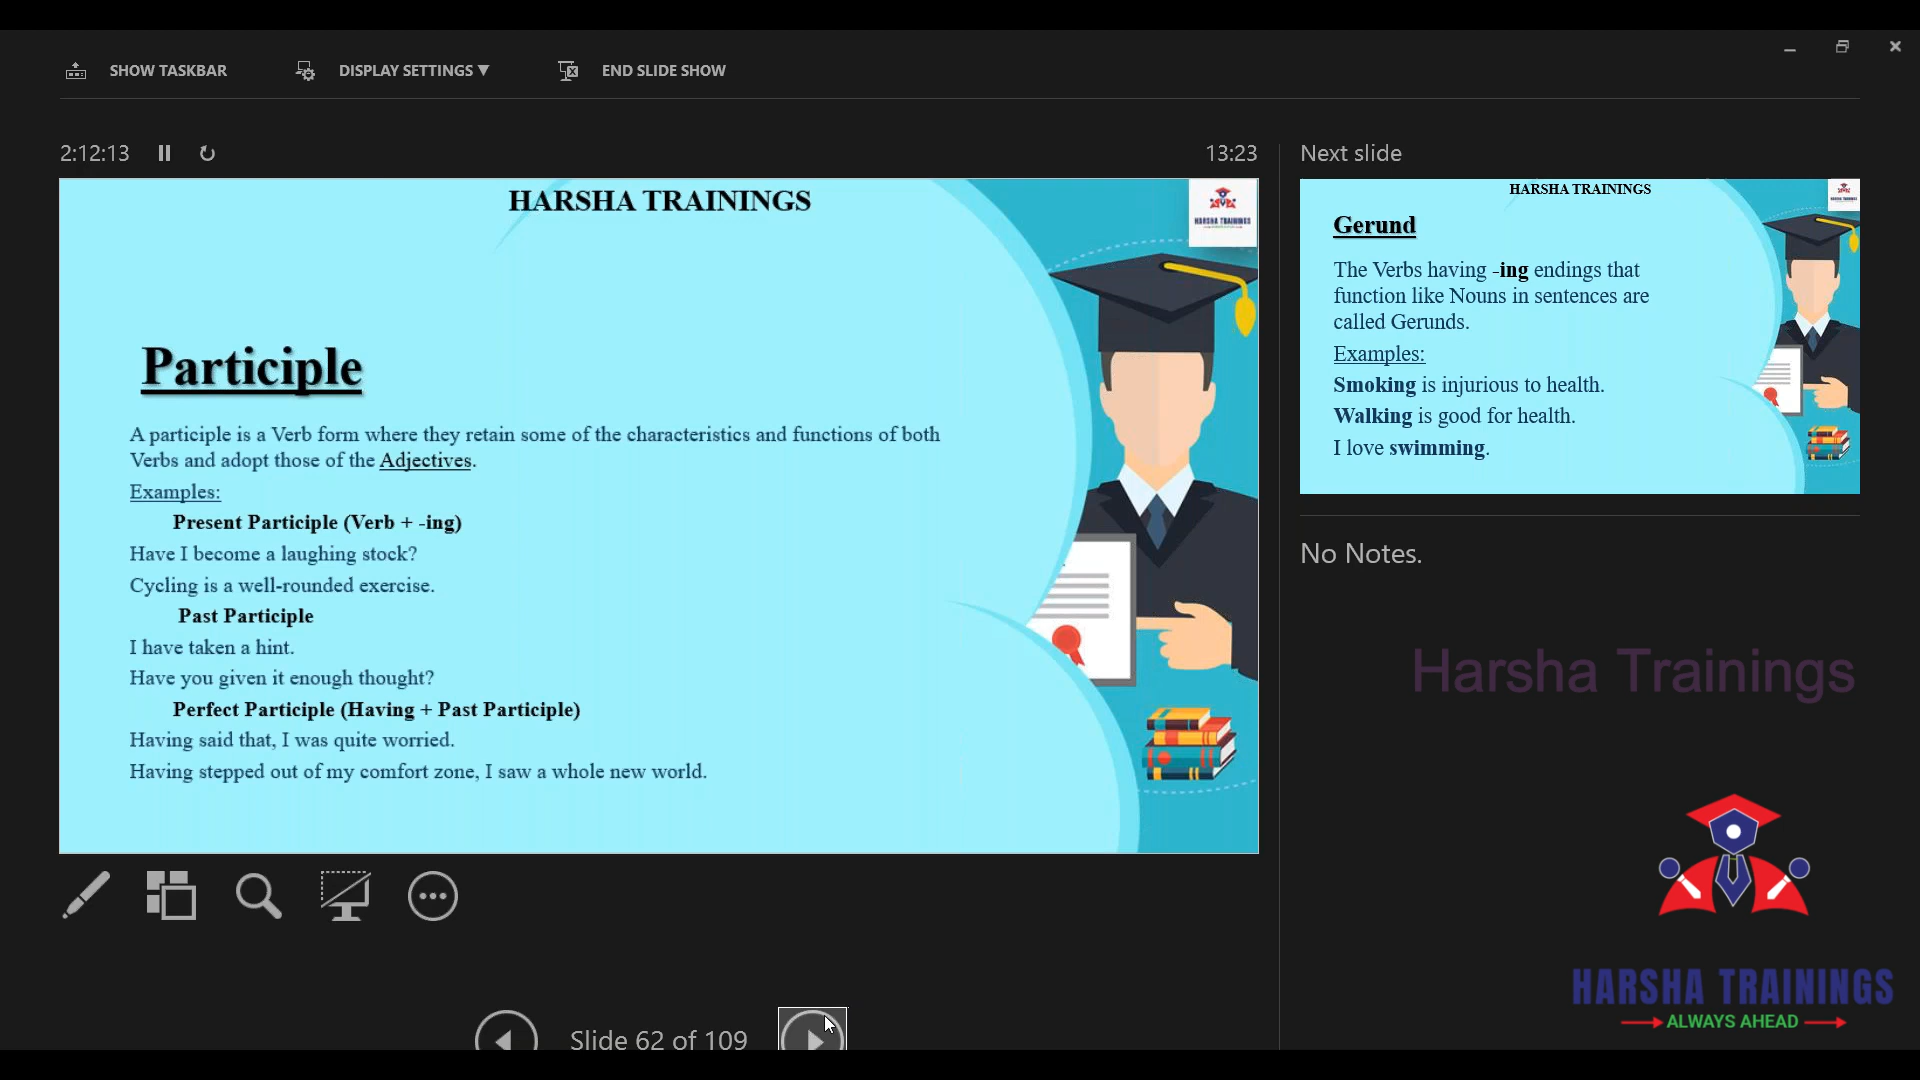 SHOW TASKBAR
DISPLAY SETTINGS ▼
END SLIDE SHOW
2:12:13
13:23
HARSHA TRAININGS
HARSHA TRAININGS
Participle
A participle is a Verb form where they retain some of the characteristics and functions of both
Verbs and adopt those of the Adjectives.
Examples:
Present Participle (Verb + -ing)
Have I become a laughing stock?
Cycling is a well-rounded exercise.
Past Participle
I have taken a hint.
Have you given it enough thought?
Perfect Participle (Having + Past Participle)
Having said that, I was quite worried.
Having stepped out of my comfort zone, I saw a whole new world.
Slide 62 of 109
Next slide
HARSHA TRAININGS
Gerund
The Verbs having -ing endings that
function like Nouns in sentences are
called Gerunds.
Examples:
Smoking is injurious to health.
Walking is good for health.
I love swimming.
No Notes.
Harsha Trainings
HARSHA TRAININGS
ALWAYS AHEAD